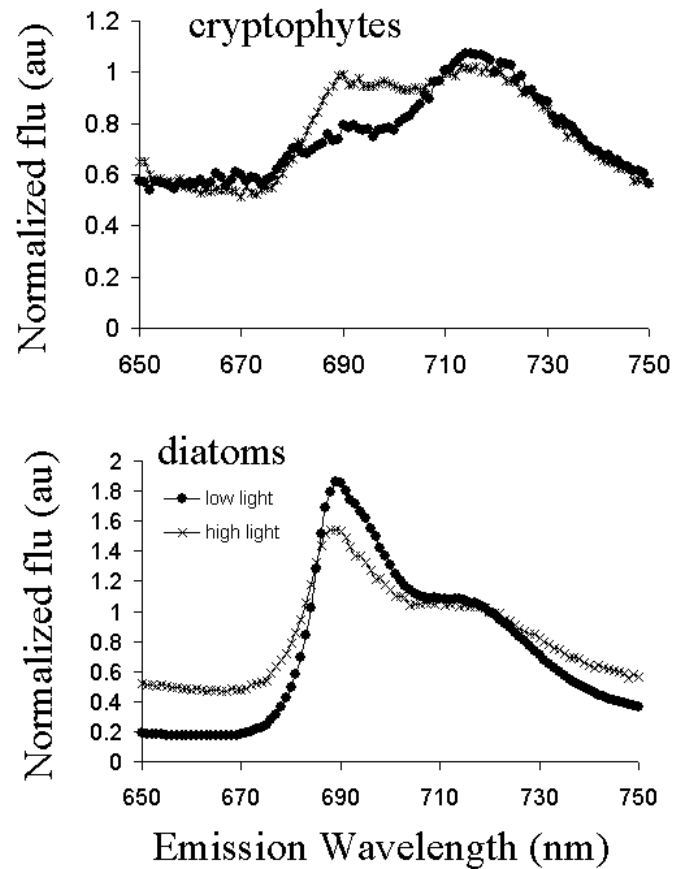 cryptophytes
Normalized flu (au)
1.2
1
0.8
0.6
0.4
0.2
0
650 670 690 710 730 750
diatoms
Normalized flu (au)
2
1.8
1.6
1.4
1.2
1
0.8
0.6
0.4
0.2
0
low light
high light
650 670 690 710 730 750
Emission Wavelength (nm)